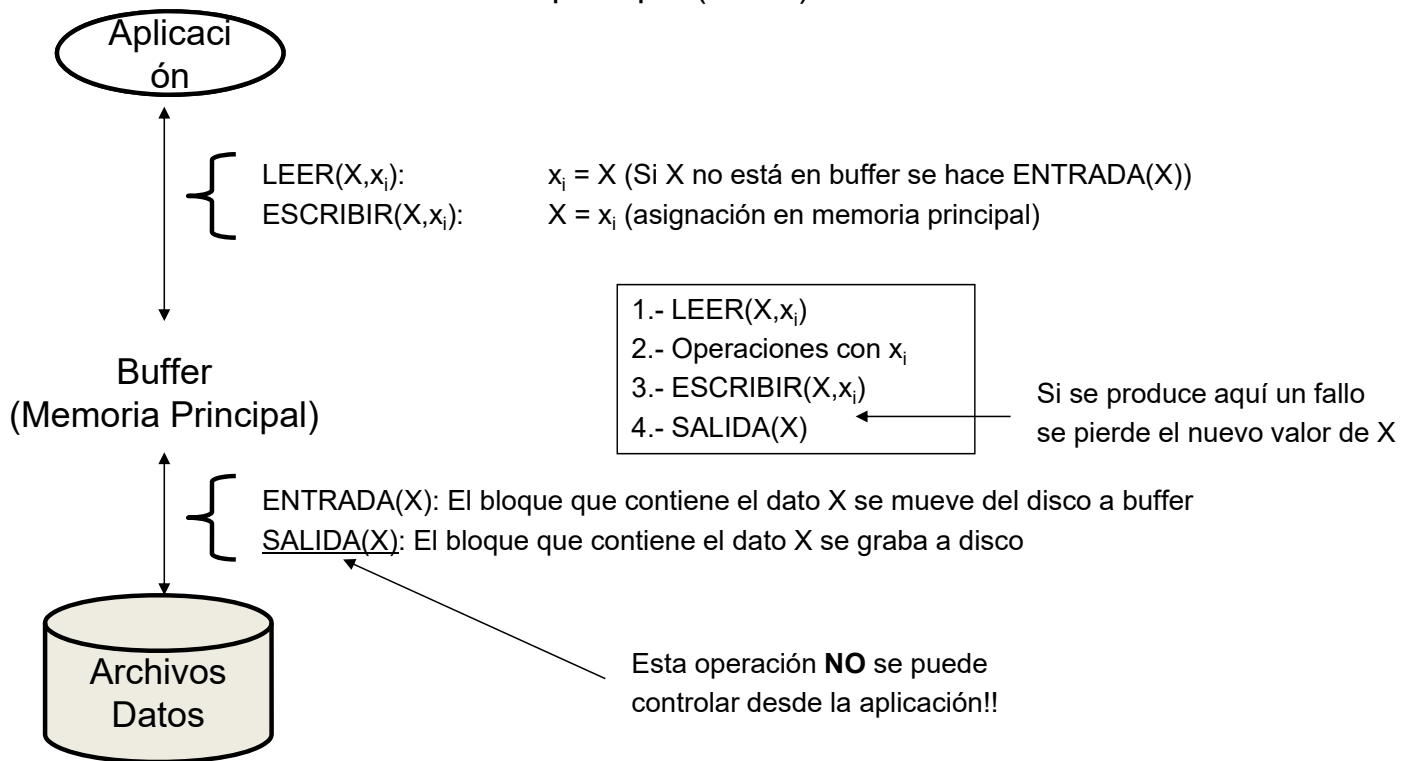 Aplicaci
ón
LEER(X,xᵢ): xᵢ = X (Si X no está en buffer se hace ENTRADA(X))
ESCRIBIR(X,xᵢ): X = xᵢ (asignación en memoria principal)
1.- LEER(X,xᵢ)
2.- Operaciones con xᵢ
3.- ESCRIBIR(X,xᵢ)
4.- SALIDA(X)
Si se produce aquí un fallo
se pierde el nuevo valor de X
Buffer
(Memoria Principal)
ENTRADA(X): El bloque que contiene el dato X se mueve del disco a buffer
SALIDA(X): El bloque que contiene el dato X se graba a disco
Esta operación NO se puede
controlar desde la aplicación!!
Archivos
Datos